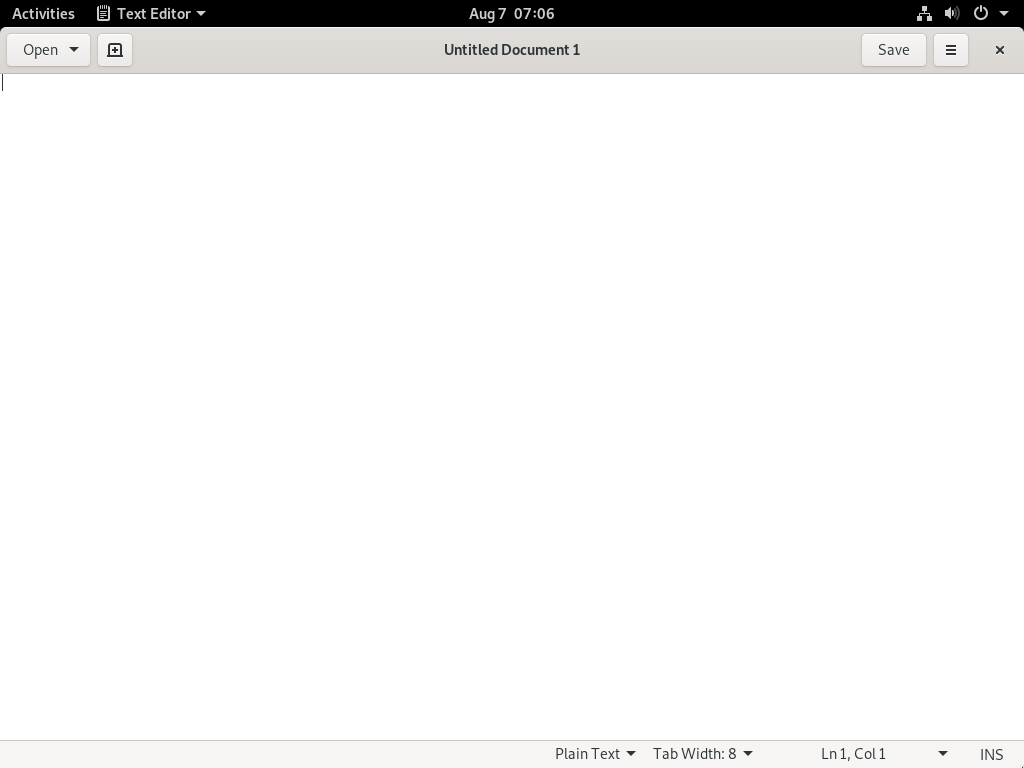 Activities Text Editor Aug 7 07:06
Open Untitled Document 1 Save
Plain Text Tab Width: 8 Ln 1, Col 1 INS